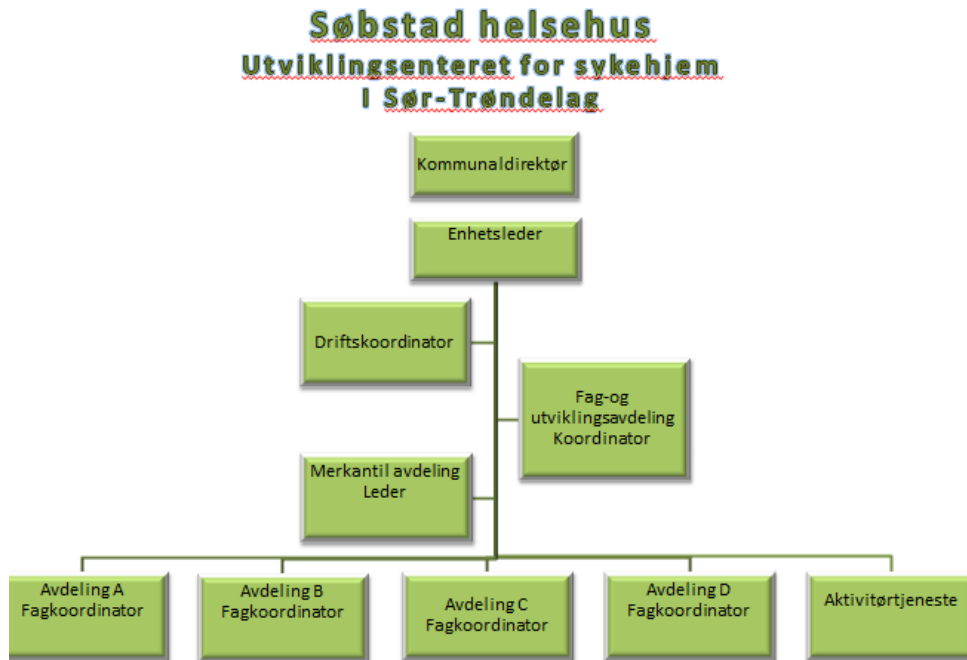 Søbstad helsehus
Utviklingsenteret for sykehjem
I Sør-Trøndelag
Kommunaldirektør
Enhetsleder
Driftskoordinator
Fag-og
utviklingsavdeling
Koordinator
Merkantil avdeling
Leder
Avdeling A
Fagkoordinator
Avdeling B
Fagkoordinator
Avdeling C
Fagkoordinator
Avdeling D
Fagkoordinator
Aktivitørtjeneste